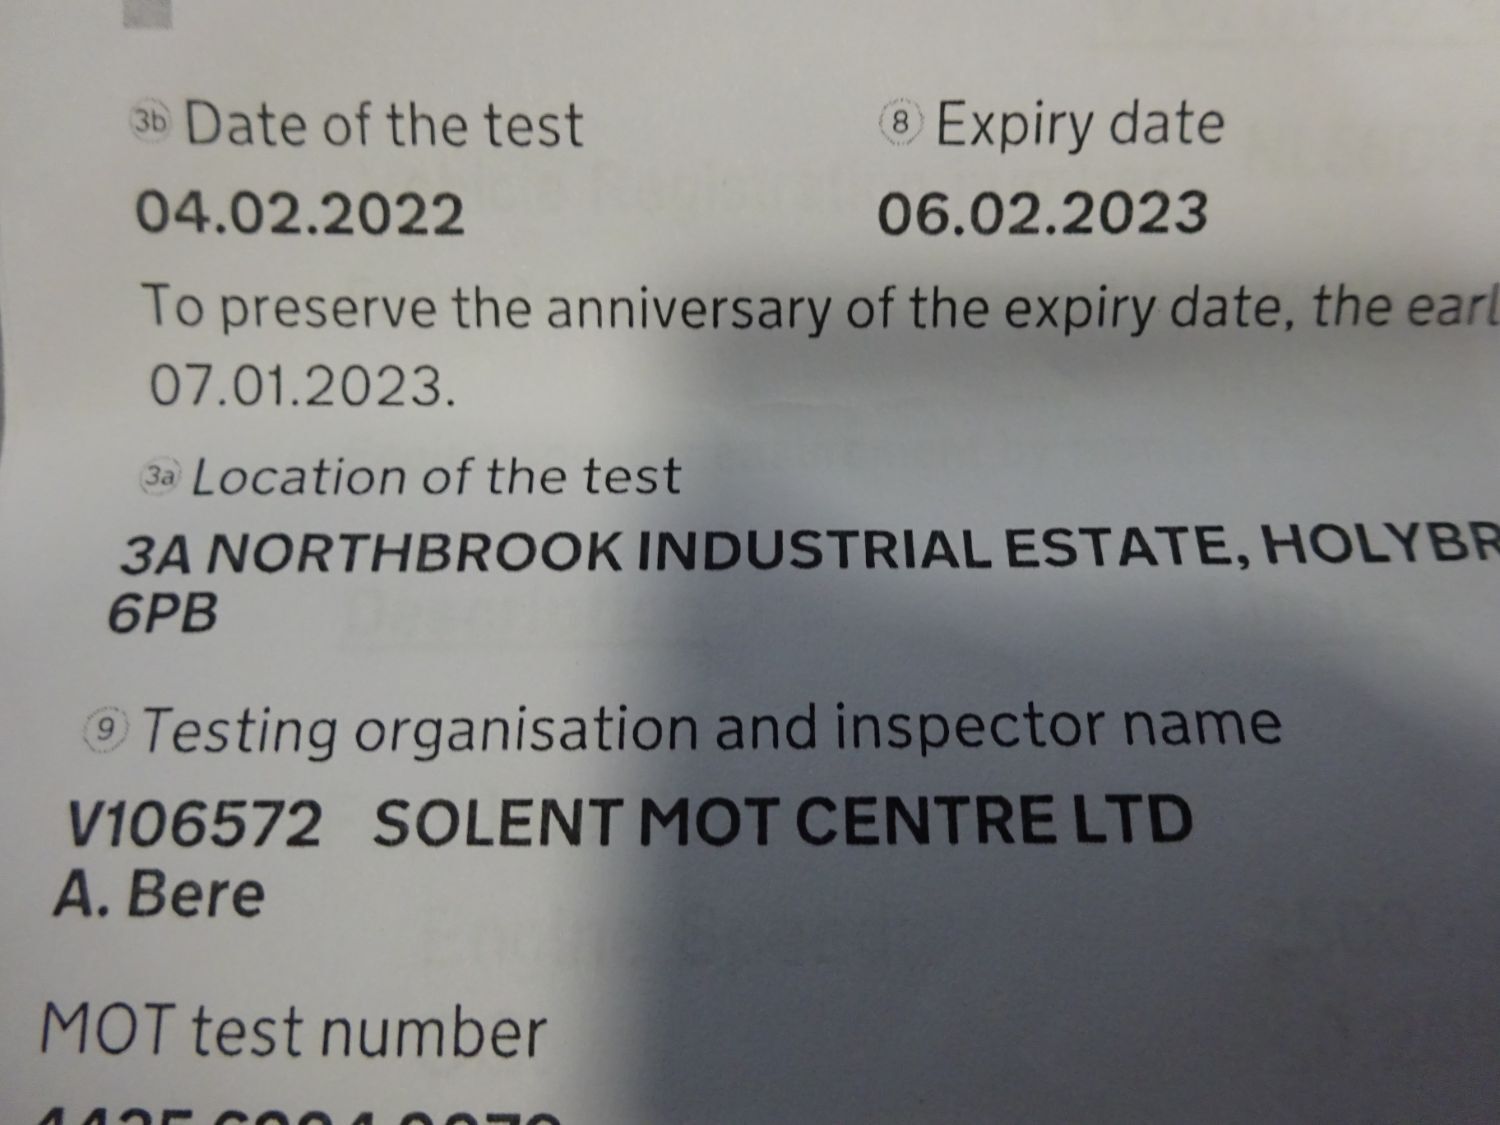 3b Date of the test
8 Expiry date
04.02.2022
06.02.2023
To preserve the anniversary of the expiry date, the earl
07.01.2023.
3a Location of the test
3A NORTHBROOK INDUSTRIAL ESTATE, HOLYBR
6PB
9 Testing organisation and inspector name
V106572 SOLENT MOT CENTRE LTD
A. Bere
MOT test number